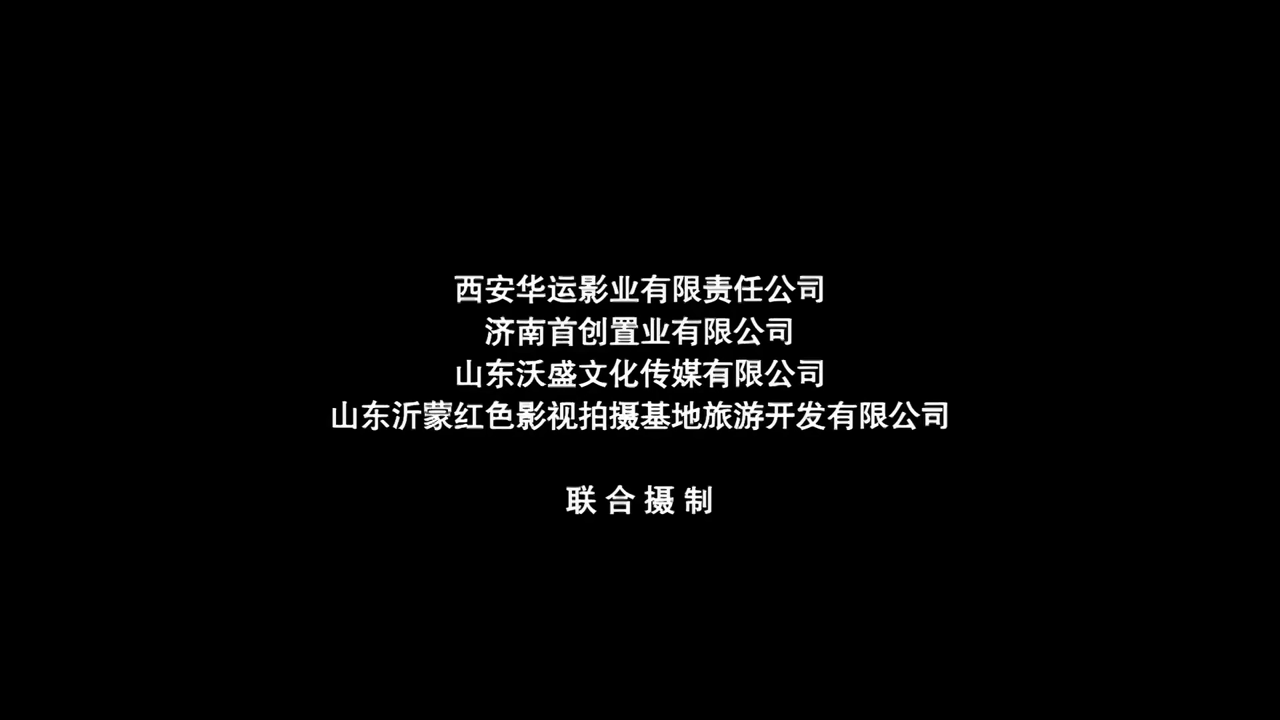 西安华运影业有限责任公司
济南首创置业有限公司
山东沃盛文化传媒有限公司
山东沂蒙红色影视拍摄基地旅游开发有限公司
联合摄制